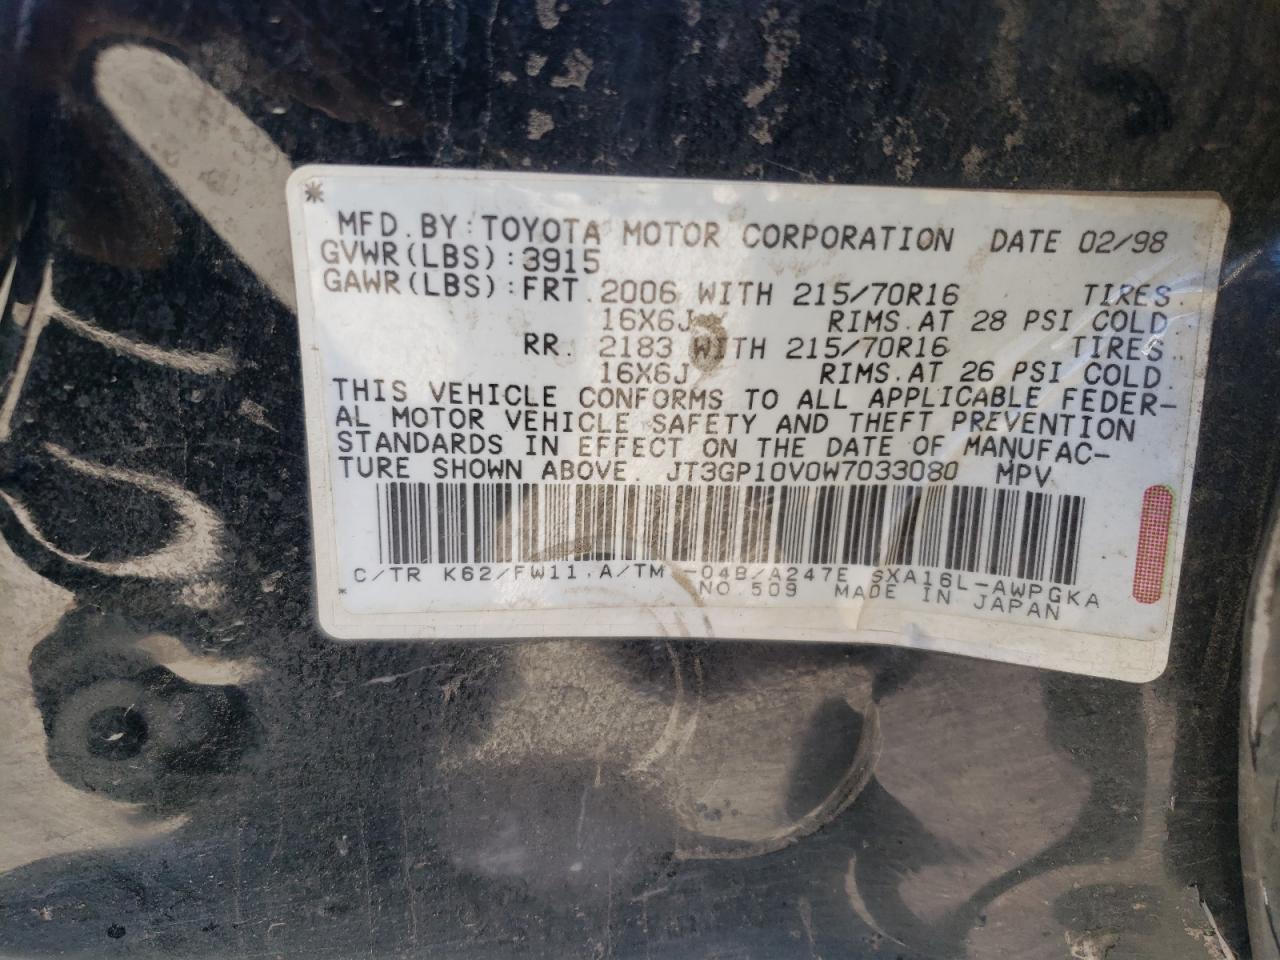 *
MFD. BY: TOYOTA MOTOR CORPORATION DATE 02/98
GVWR(LBS): 3915
GAWR(LBS): FRT. 2006 WITH 215/70R16 TIRES.
16X6J RIMS. AT 28 PSI COLD.
RR. 2183 WITH 215/70R16 TIRES.
16X6J RIMS. AT 26 PSI COLD.
THIS VEHICLE CONFORMS TO ALL APPLICABLE FEDER-
AL MOTOR VEHICLE SAFETY AND THEFT PREVENTION
STANDARDS IN EFFECT ON THE DATE OF MANUFAC-
TURE SHOWN ABOVE. JT3GP10V0W7033080 MPV
C/TR K62/FW11. A/TM -04B/A247E SXA16L-AWPGKA
* NO.509 MADE IN JAPAN